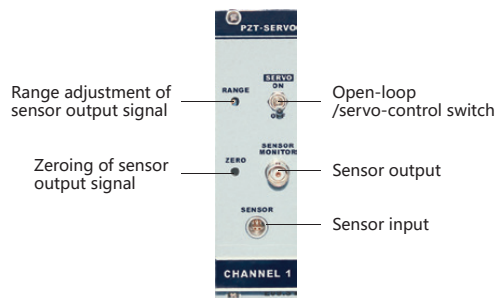 PZT-SERVO
Range adjustment of
sensor output signal
RANGE
SERVO
ON
OFF
Open-loop
/servo-control switch
Zeroing of sensor
output signal
ZERO
SENSOR
MONITOR
Sensor output
SENSOR
Sensor input
CHANNEL 1